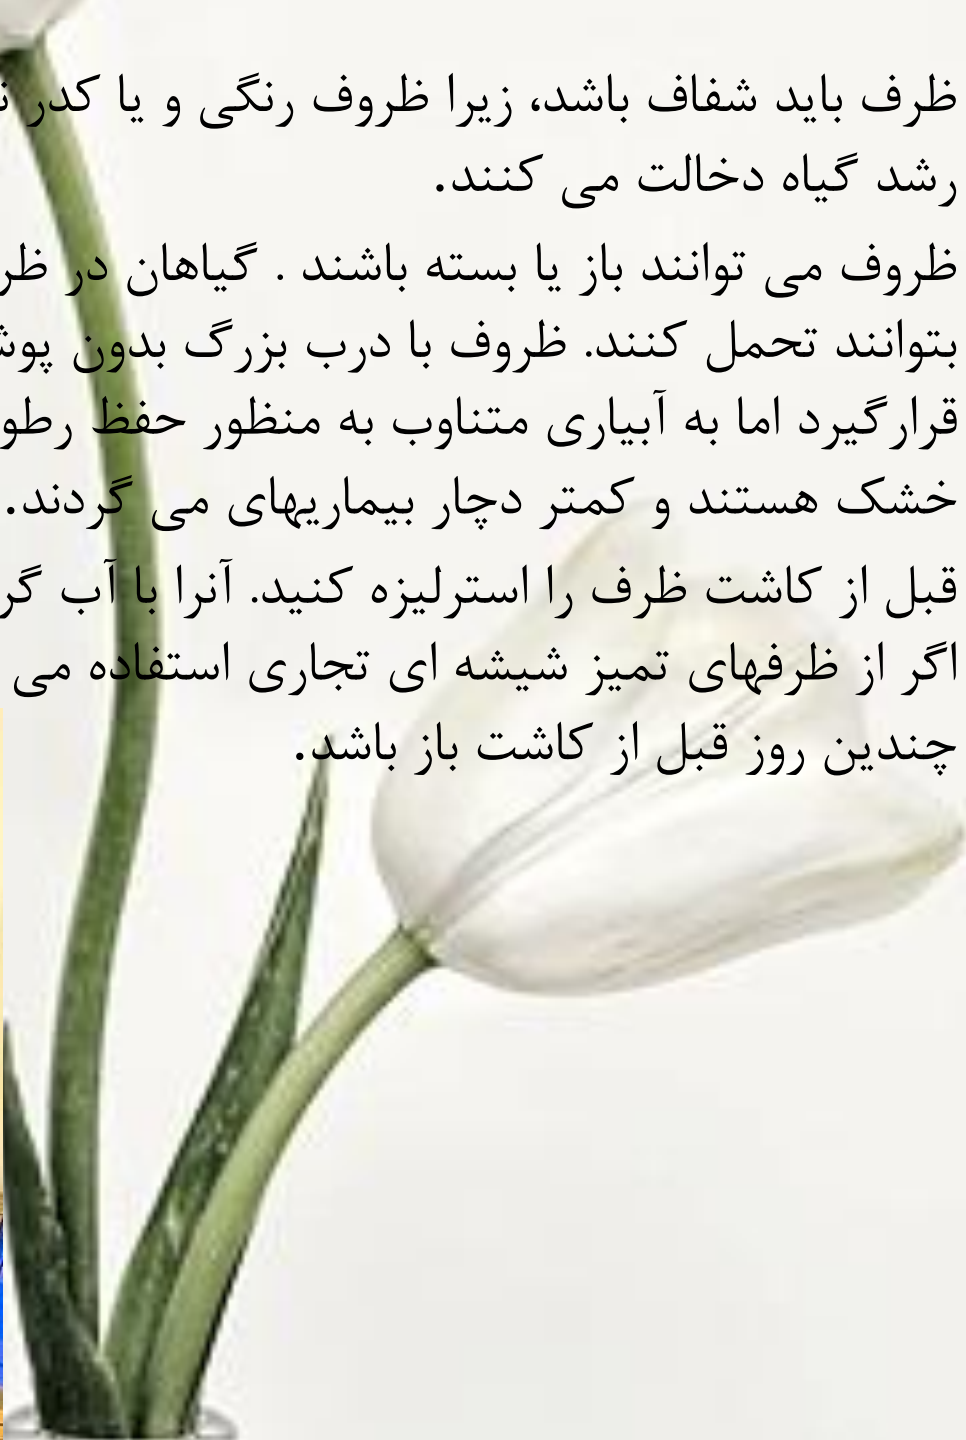 ظرف باید شفاف باشد، زیرا ظروف رنگی و یا کدر
رشد گیاه دخالت می کنند.
ظروف می توانند باز یا بسته باشند . گیاهان در
بتوانند تحمل کنند. ظروف با درب بزرگ بدون
قرارگیرد اما به آبیاری متناوب به منظور حفظ
خشک هستند و کمتر دچار بیماریهای می گردند.
قبل از کاشت ظرف را استرلیزه کنید. آنرا با آب
اگر از ظرفهای تمیز شیشه ای تجاری استفاده می
چندین روز قبل از کاشت باز باشد.